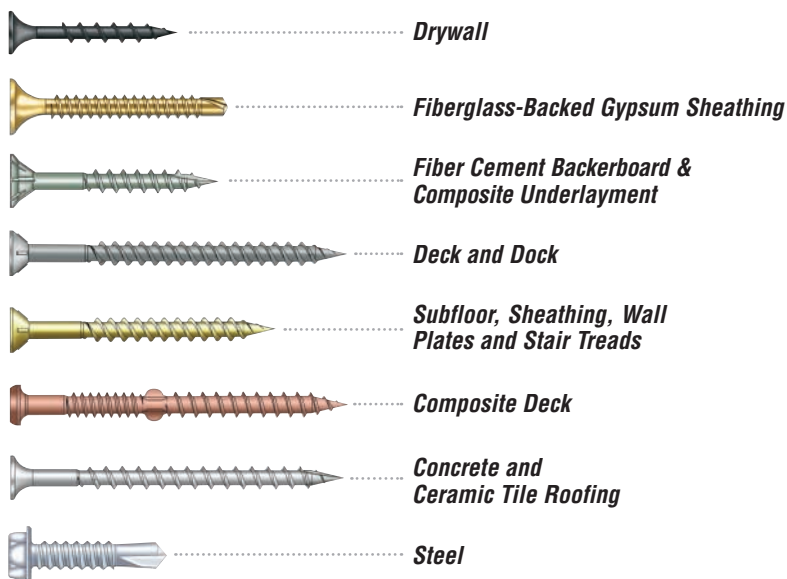 Drywall
Fiberglass-Backed Gypsum Sheathing
Fiber Cement Backerboard &
Composite Underlayment
Deck and Dock
Subfloor, Sheathing, Wall
Plates and Stair Treads
Composite Deck
Concrete and
Ceramic Tile Roofing
Steel